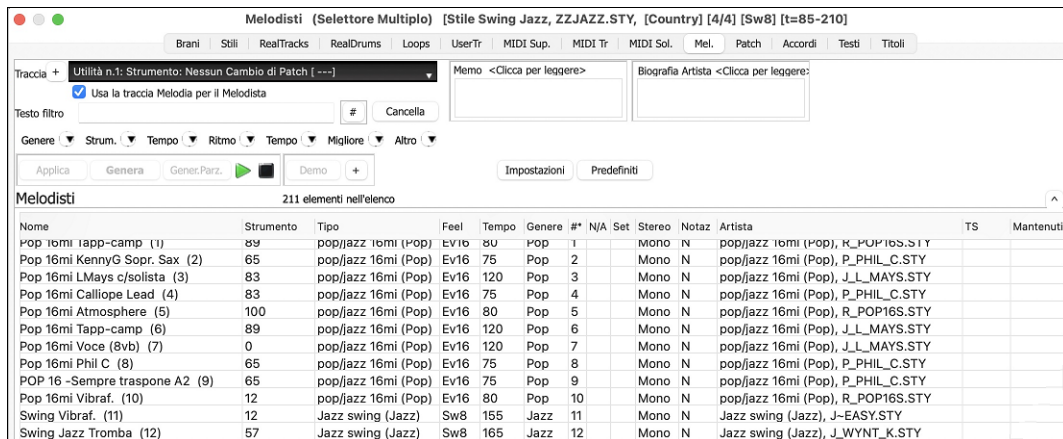 Melodisti (Selettore Multiplo) [Stile Swing Jazz, ZZJAZZ.STY, [Country] [4/4] [Sw8] [t=85-210]
Brani Stili RealTracks RealDrums Loops UserTr MIDI Sup. MIDI Tr MIDI Sol. Mel. Patch Accordi Testi Titoli
Traccia + Utilità n.1: Strumento: Nessun Cambio di Patch [ ---] Memo <Clicca per leggere> Biografia Artista <Clicca per leggere>
Usa la traccia Melodia per il Melodista
Testo filtro # Cancella
Genere Strum. Tempo Ritmo Tempo Migliore Altro
Applica Genera Gener.Parz. Demo + Impostazioni Predefiniti
Melodisti 211 elementi nell'elenco
Nome Strumento Tipo Feel Tempo Genere #* N/A Set Stereo Notaz Artista TS Mantenuti
Pop 16mi Tapp-camp (1) 89 pop/jazz 16mi (Pop) Ev16 80 Pop 1 Mono N pop/jazz 16mi (Pop), R_POP16S.STY
Pop 16mi KennyG Sopr. Sax (2) 65 pop/jazz 16mi (Pop) Ev16 75 Pop 2 Mono N pop/jazz 16mi (Pop), P_PHIL_C.STY
Pop 16mi LMays c/solista (3) 83 pop/jazz 16mi (Pop) Ev16 120 Pop 3 Mono N pop/jazz 16mi (Pop), J_L_MAYS.STY
Pop 16mi Calliope Lead (4) 83 pop/jazz 16mi (Pop) Ev16 75 Pop 4 Mono N pop/jazz 16mi (Pop), P_PHIL_C.STY
Pop 16mi Atmosphere (5) 100 pop/jazz 16mi (Pop) Ev16 80 Pop 5 Mono N pop/jazz 16mi (Pop), R_POP16S.STY
Pop 16mi Tapp-camp (6) 89 pop/jazz 16mi (Pop) Ev16 120 Pop 6 Mono N pop/jazz 16mi (Pop), J_L_MAYS.STY
Pop 16mi Voce (8vb) (7) 0 pop/jazz 16mi (Pop) Ev16 120 Pop 7 Mono N pop/jazz 16mi (Pop), J_L_MAYS.STY
Pop 16mi Phil C (8) 65 pop/jazz 16mi (Pop) Ev16 75 Pop 8 Mono N pop/jazz 16mi (Pop), P_PHIL_C.STY
POP 16 -Sempre traspone A2 (9) 65 pop/jazz 16mi (Pop) Ev16 75 Pop 9 Mono N pop/jazz 16mi (Pop), P_PHIL_C.STY
Pop 16mi Vibraf. (10) 12 pop/jazz 16mi (Pop) Ev16 80 Pop 10 Mono N pop/jazz 16mi (Pop), R_POP16S.STY
Swing Vibraf. (11) 12 Jazz swing (Jazz) Sw8 155 Jazz 11 Mono N Jazz swing (Jazz), J~EASY.STY
Swing Jazz Tromba (12) 57 Jazz swing (Jazz) Sw8 165 Jazz 12 Mono N Jazz swing (Jazz), J_WYNT_K.STY